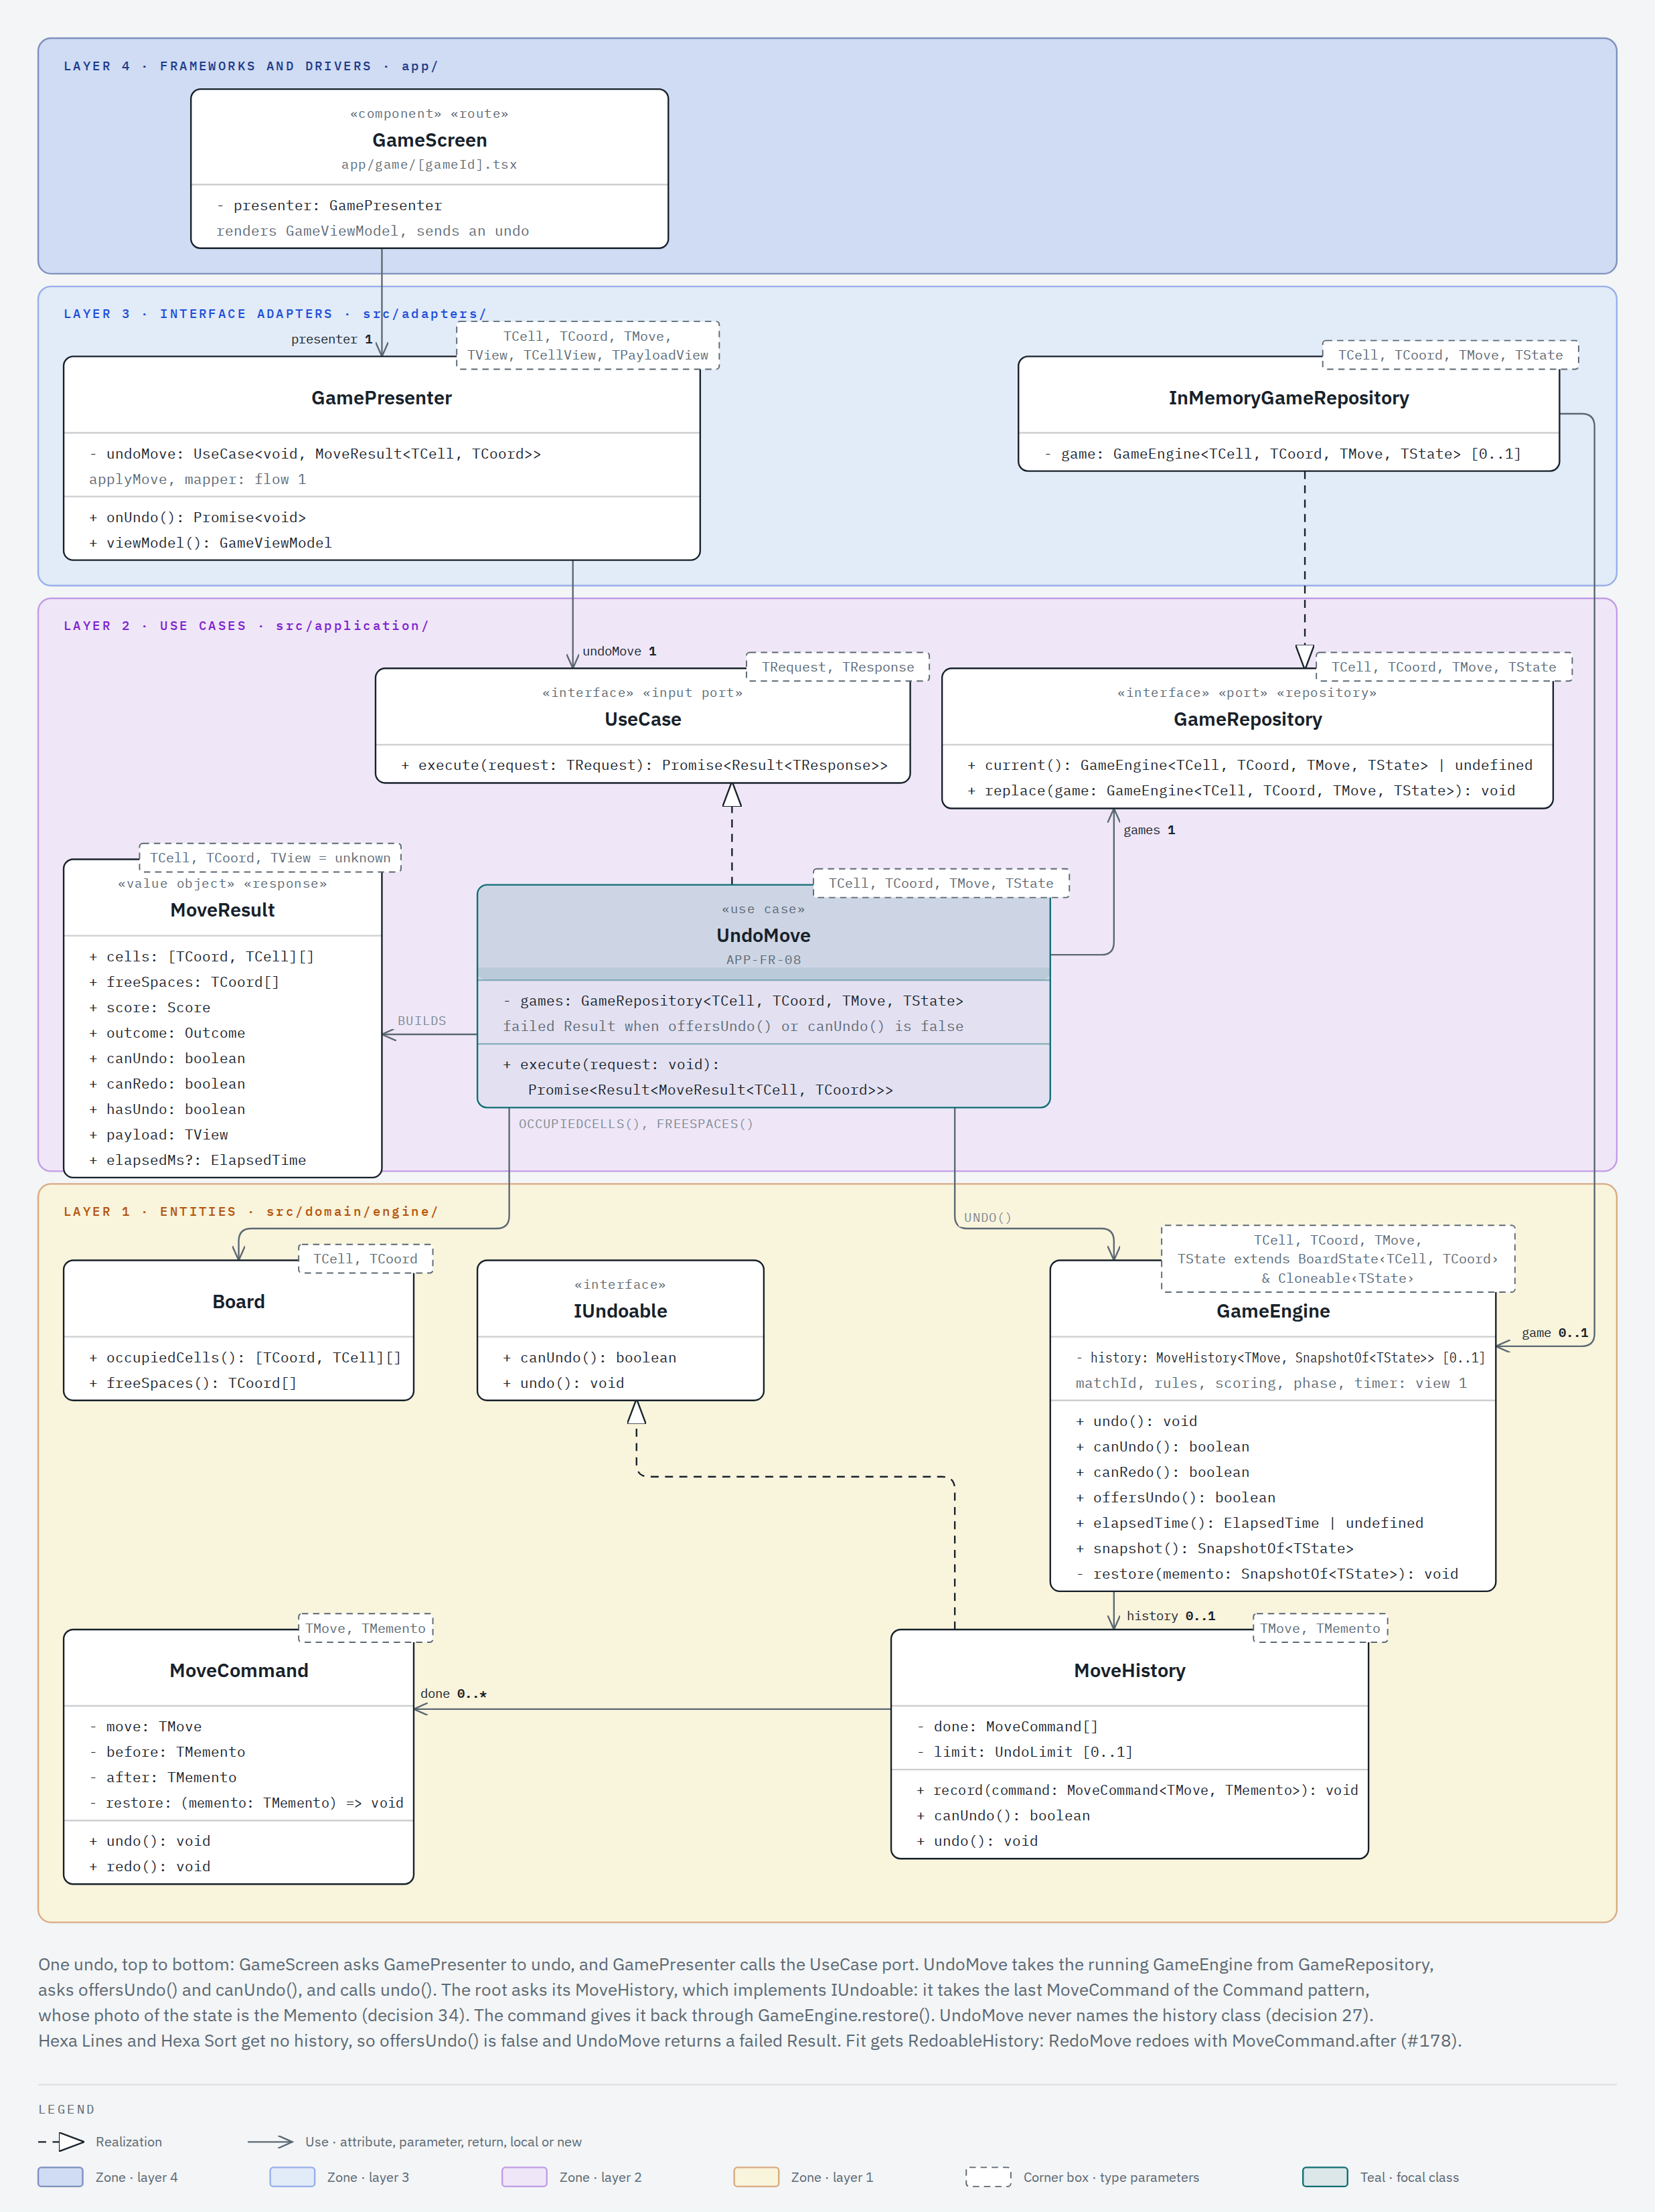 LAYER 4 · FRAMEWORKS AND DRIVERS · app/
«component» «route»
GameScreen
app/game/[gameId].tsx
- presenter: GamePresenter
renders GameViewModel, sends an undo
LAYER 3 · INTERFACE ADAPTERS · src/adapters/
presenter 1
TCell, TCoord, TMove,
TView, TCellView, TPayloadView
GamePresenter
- undoMove: UseCase<void, MoveResult<TCell, TCoord>>
applyMove, mapper: flow 1
+ onUndo(): Promise<void>
+ viewModel(): GameViewModel
TCell, TCoord, TMove, TState
InMemoryGameRepository
- game: GameEngine<TCell, TCoord, TMove, TState> [0..1]
LAYER 2 · USE CASES · src/application/
undoMove 1
TRequest, TResponse
«interface» «input port»
UseCase
+ execute(request: TRequest): Promise<Result<TResponse>>
TCell, TCoord, TMove, TState
«interface» «port» «repository»
GameRepository
+ current(): GameEngine<TCell, TCoord, TMove, TState> | undefined
+ replace(game: GameEngine<TCell, TCoord, TMove, TState>): void
games 1
TCell, TCoord, TView = unknown
«value object» «response»
MoveResult
+ cells: [TCoord, TCell][]
+ freeSpaces: TCoord[]
+ score: Score
+ outcome: Outcome
+ canUndo: boolean
+ canRedo: boolean
+ hasUndo: boolean
+ payload: TView
+ elapsedMs?: ElapsedTime
BUILDS
TCell, TCoord, TMove, TState
«use case»
UndoMove
APP-FR-08
- games: GameRepository<TCell, TCoord, TMove, TState>
failed Result when offersUndo() or canUndo() is false
+ execute(request: void):
Promise<Result<MoveResult<TCell, TCoord>>>
OCCUPIEDCELLS(), FREESPACES()
LAYER 1 · ENTITIES · src/domain/engine/
UNDO()
TCell, TCoord
Board
+ occupiedCells(): [TCoord, TCell][]
+ freeSpaces(): TCoord[]
«interface»
IUndoable
+ canUndo(): boolean
+ undo(): void
TCell, TCoord, TMove,
TState extends BoardState‹TCell, TCoord›
& Cloneable‹TState›
GameEngine
game 0..1
- history: MoveHistory<TMove, SnapshotOf<TState>> [0..1]
matchId, rules, scoring, phase, timer: view 1
+ undo(): void
+ canUndo(): boolean
+ canRedo(): boolean
+ offersUndo(): boolean
+ elapsedTime(): ElapsedTime | undefined
+ snapshot(): SnapshotOf<TState>
- restore(memento: SnapshotOf<TState>): void
history 0..1
TMove, TMemento
MoveCommand
- move: TMove
- before: TMemento
- after: TMemento
- restore: (memento: TMemento) => void
+ undo(): void
+ redo(): void
done 0..*
TMove, TMemento
MoveHistory
- done: MoveCommand[]
- limit: UndoLimit [0..1]
+ record(command: MoveCommand<TMove, TMemento>): void
+ canUndo(): boolean
+ undo(): void
One undo, top to bottom: GameScreen asks GamePresenter to undo, and GamePresenter calls the UseCase port. UndoMove takes the running GameEngine from GameRepository,
asks offersUndo() and canUndo(), and calls undo(). The root asks its MoveHistory, which implements IUndoable: it takes the last MoveCommand of the Command pattern,
whose photo of the state is the Memento (decision 34). The command gives it back through GameEngine.restore(). UndoMove never names the history class (decision 27).
Hexa Lines and Hexa Sort get no history, so offersUndo() is false and UndoMove returns a failed Result. Fit gets RedoableHistory: RedoMove redoes with MoveCommand.after (#178).
LEGEND
Realization
Use · attribute, parameter, return, local or new
Zone · layer 4
Zone · layer 3
Zone · layer 2
Zone · layer 1
Corner box · type parameters
Teal · focal class